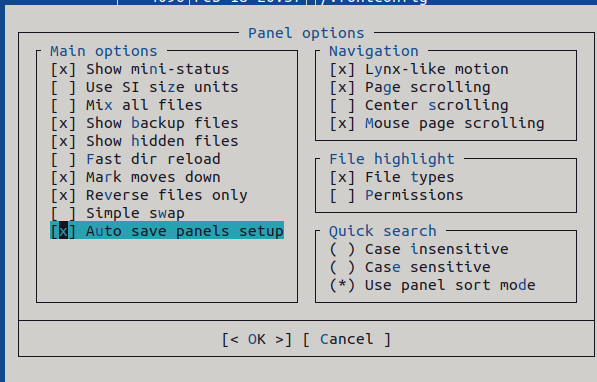 Panel options
Main options
[x] Show mini-status
[ ] Use SI size units
[ ] Mix all files
[x] Show backup files
[x] Show hidden files
[ ] Fast dir reload
[x] Mark moves down
[x] Reverse files only
[ ] Simple swap
[x] Auto save panels setup
Navigation
[x] Lynx-like motion
[x] Page scrolling
[ ] Center scrolling
[x] Mouse page scrolling
File highlight
[x] File types
[ ] Permissions
Quick search
( ) Case insensitive
( ) Case sensitive
(*) Use panel sort mode
[< OK >] [ Cancel ]